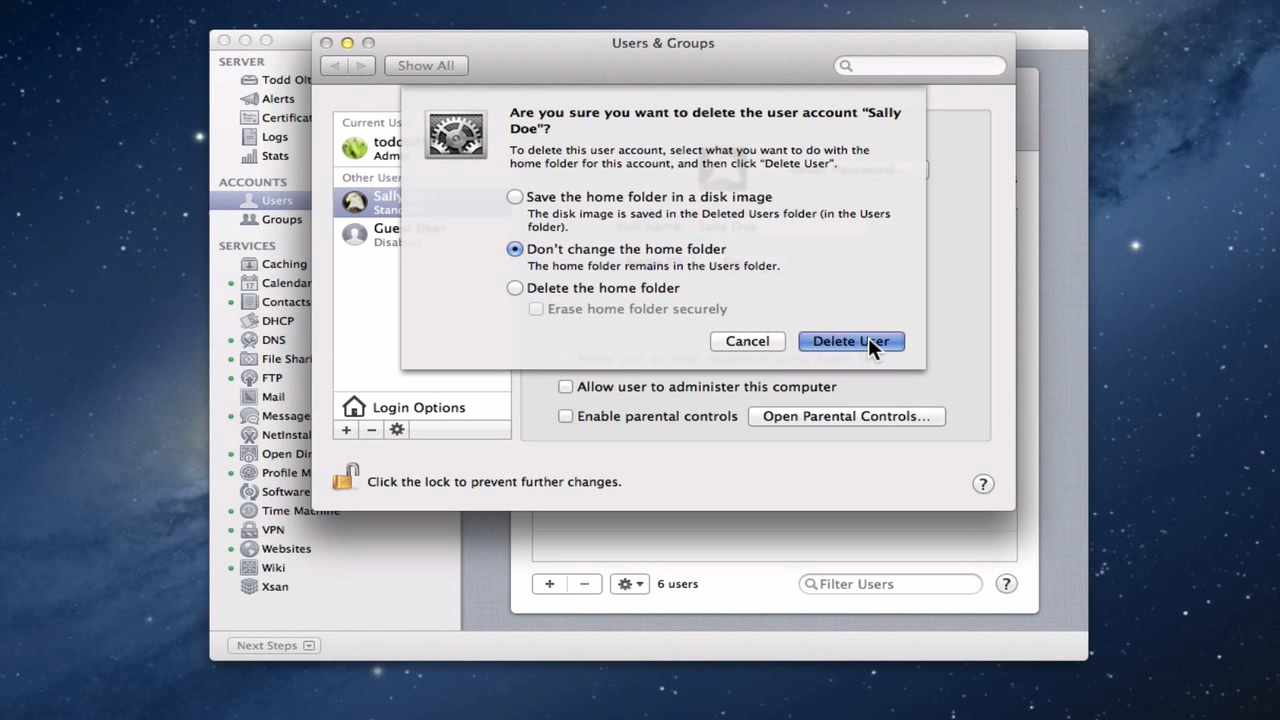 Users & Groups
Show All
SERVER
Todd Olt
Alerts
Certifica
Logs
Stats
ACCOUNTS
Users
Groups
SERVICES
Caching
Calendar
Contacts
DHCP
DNS
File Shari
FTP
Mail
Message
NetInstal
Open Dir
Profile M
Software
Time Machine
VPN
Websites
Wiki
Xsan
Next Steps
Current Us
todd
Admi
Other User
Sally
Stand
Guest User
Disab
Login Options
Are you sure you want to delete the user account “Sally
Doe”?
To delete this user account, select what you want to do with the
home folder for this account, and then click “Delete User”.
Save the home folder in a disk image
The disk image is saved in the Deleted Users folder (in the Users
folder).
Don’t change the home folder
The home folder remains in the Users folder.
Delete the home folder
Erase home folder securely
Cancel
Delete User
Allow user to administer this computer
Enable parental controls
Open Parental Controls...
Click the lock to prevent further changes.
?
6 users
Filter Users
?